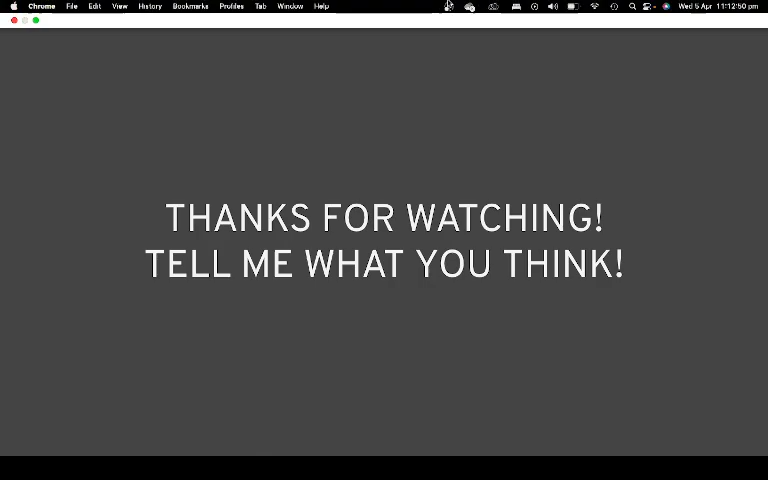 Chrome File Edit View History Bookmarks Profiles Tab Window Help Wed 5 Apr 11:12:50 pm
THANKS FOR WATCHING!
TELL ME WHAT YOU THINK!